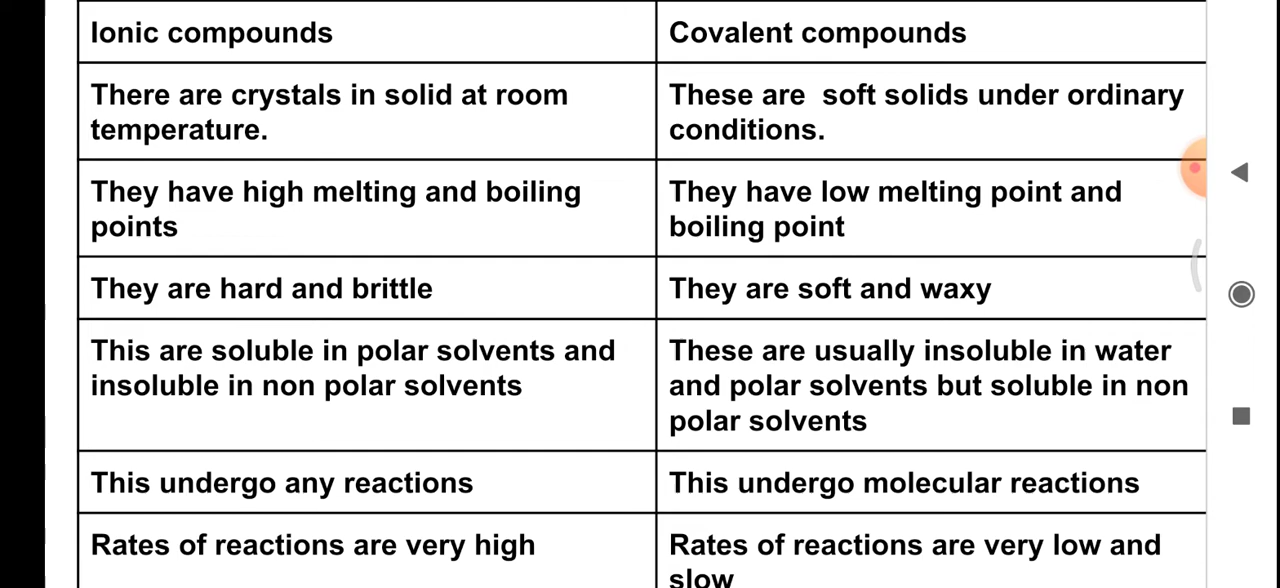 Ionic compounds
Covalent compounds
There are crystals in solid at room
temperature.
These are soft solids under ordinary
conditions.
They have high melting and boiling
points
They have low melting point and
boiling point
They are hard and brittle
They are soft and waxy
This are soluble in polar solvents and
insoluble in non polar solvents
These are usually insoluble in water
and polar solvents but soluble in non
polar solvents
This undergo any reactions
This undergo molecular reactions
Rates of reactions are very high
Rates of reactions are very low and
slow